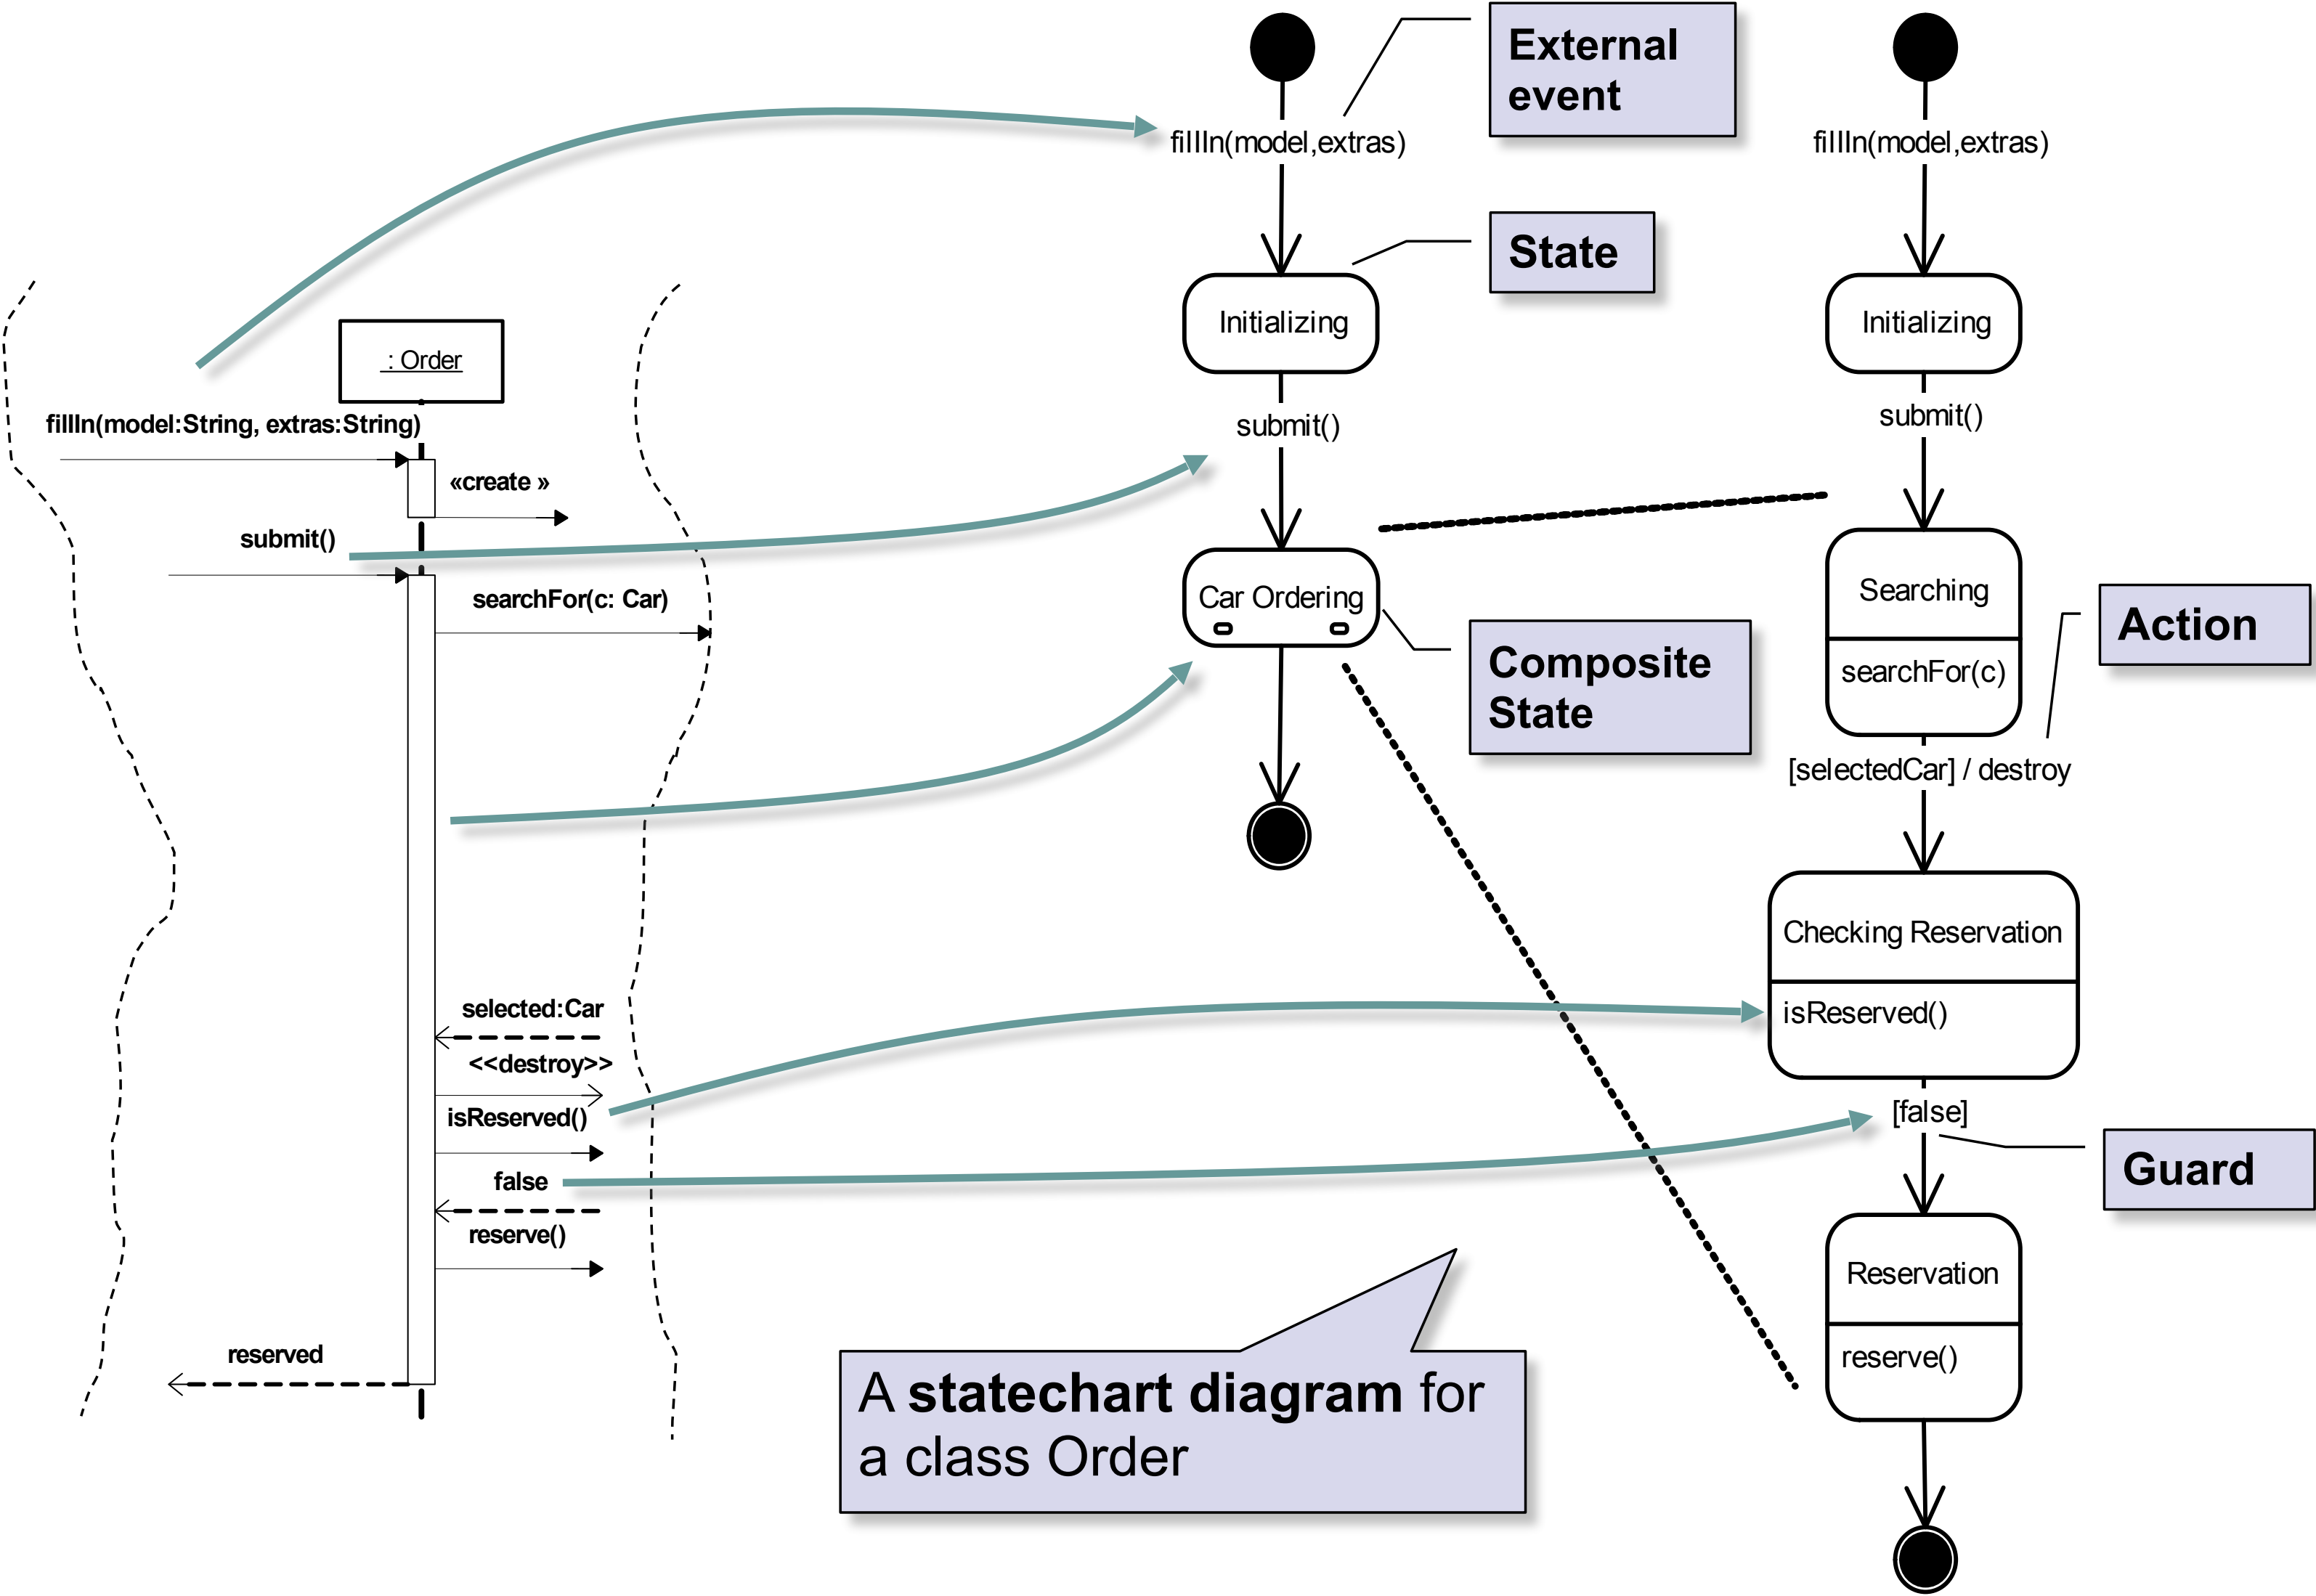 : Order
fillIn(model:String, extras:String)
«create »
submit()
searchFor(c: Car)
selected:Car
<<destroy>>
isReserved()
false
reserve()
reserved
External
event
fillIn(model,extras)
State
Initializing
submit()
Car Ordering
Composite
State
A statechart diagram for
a class Order
fillIn(model,extras)
Initializing
submit()
Searching
searchFor(c)
Action
[selectedCar] / destroy
Checking Reservation
isReserved()
[false]
Guard
Reservation
reserve()